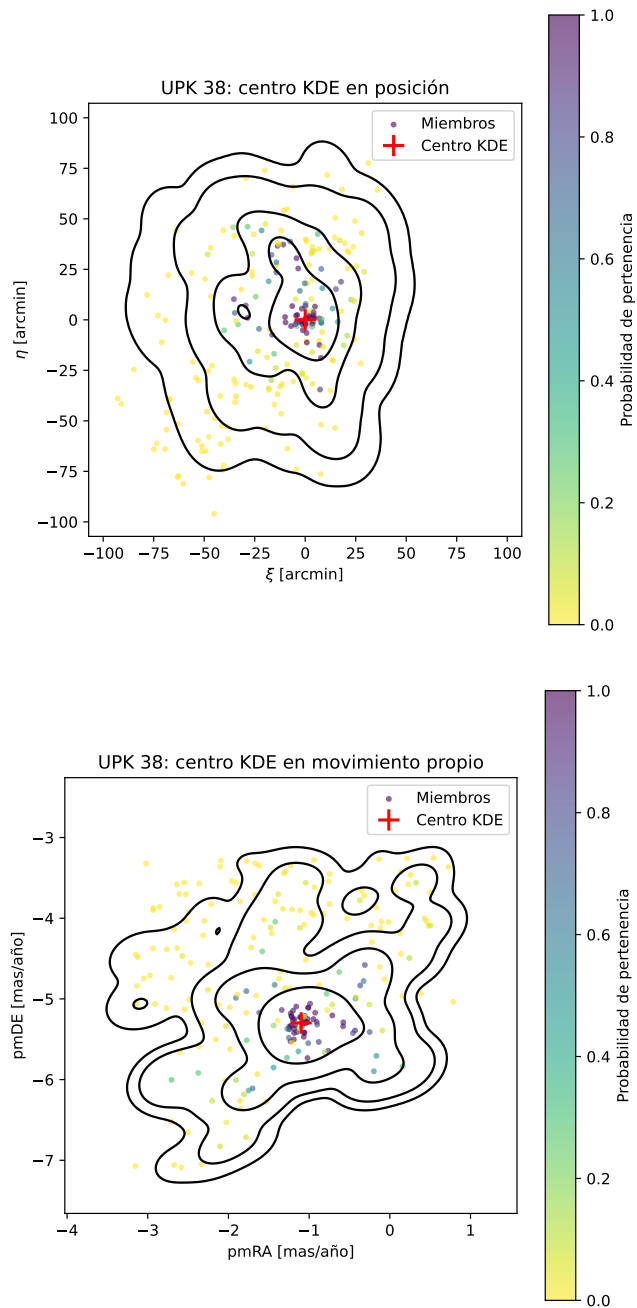 UPK 38: centro KDE en posición
Miembros
Centro KDE
100
75
50
25
0
−25
−50
−75
−100
η [arcmin]
−100 −75 −50 −25 0 25 50 75 100
ξ [arcmin]
1.0
0.8
0.6
0.4
0.2
0.0
Probabilidad de pertenencia
UPK 38: centro KDE en movimiento propio
Miembros
Centro KDE
−3
−4
−5
−6
−7
pmDE [mas/año]
−4 −3 −2 −1 0 1
pmRA [mas/año]
1.0
0.8
0.6
0.4
0.2
0.0
Probabilidad de pertenencia